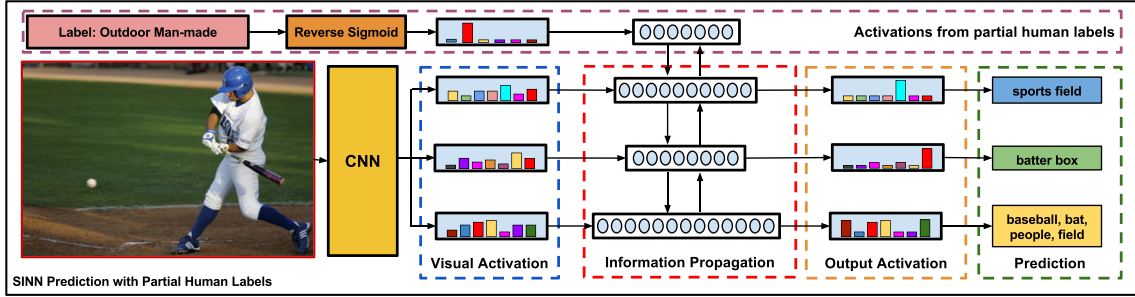 Label: Outdoor Man-made
Reverse Sigmoid
Activations from partial human labels
CNN
sports field
batter box
baseball, bat,
people, field
Visual Activation
Information Propagation
Output Activation
Prediction
SINN Prediction with Partial Human Labels